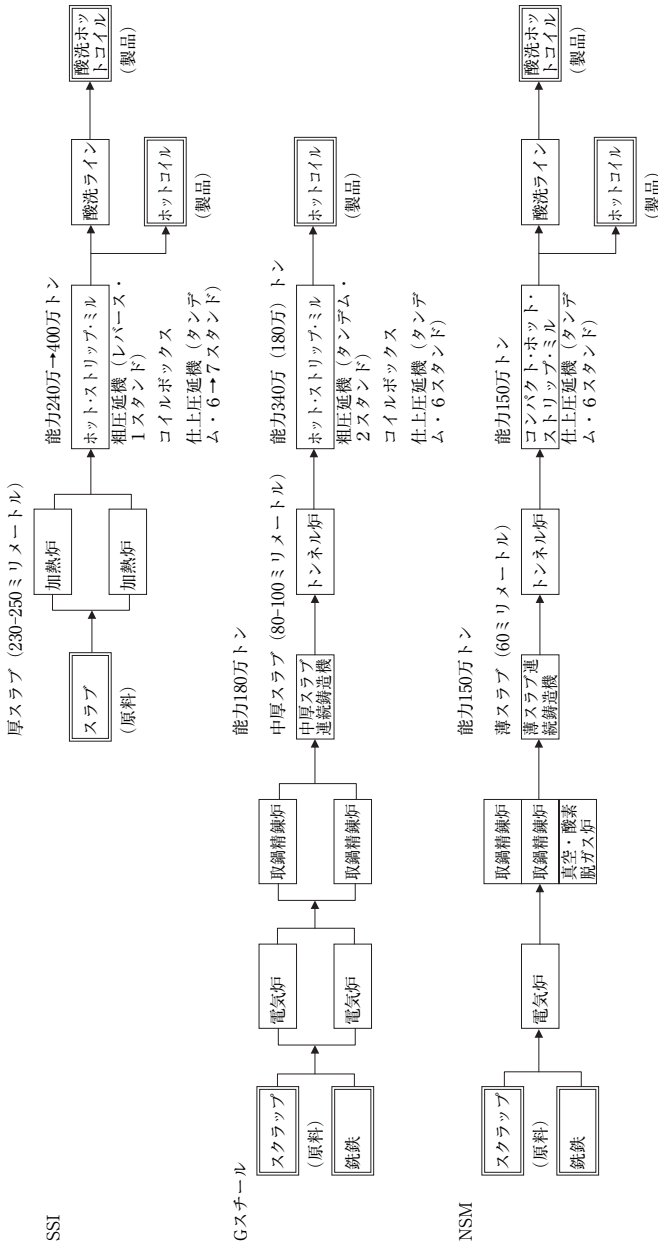 SSI
厚スラブ（230-250ミリメートル）
スラブ
（原料）
加熱炉
加熱炉
能力240万→400万トン
ホット・ストリップ・ミル
粗圧延機（レバース・
1スタンド）
コイルボックス
仕上圧延機（タンデ
ム・6→7スタンド）
酸洗ライン
酸洗ホッ
トコイル
（製品）
ホットコイル
（製品）
Gスチール
スクラップ
（原料）
銑鉄
電気炉
電気炉
取鍋精錬炉
取鍋精錬炉
能力180万トン
中厚スラブ（80-100ミリメートル）
中厚スラブ
連続鋳造機
トンネル炉
能力340万（180万）トン
ホット・ストリップ・ミル
粗圧延機（タンデム・
2スタンド）
コイルボックス
仕上圧延機（タンデ
ム・6スタンド）
ホットコイル
（製品）
NSM
スクラップ
（原料）
銑鉄
電気炉
取鍋精錬炉
取鍋精錬炉
真空・酸素
脱ガス炉
能力150万トン
薄スラブ（60ミリメートル）
薄スラブ連
続鋳造機
トンネル炉
能力150万トン
コンパクト・ホット・
ストリップ・ミル
仕上圧延機（タンデ
ム・6スタンド）
酸洗ライン
酸洗ホッ
トコイル
（製品）
ホットコイル
（製品）